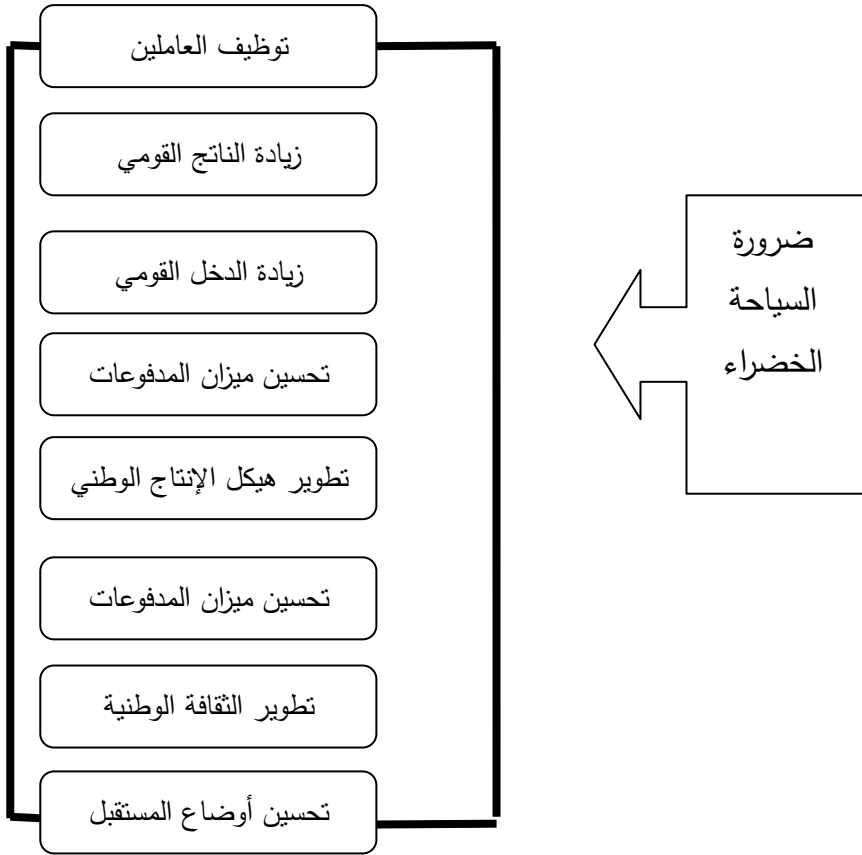 ضرورة
السياحة
الخضراء
توظيف العاملين
زيادة الناتج القومي
زيادة الدخل القومي
تحسين ميزان المدفوعات
تطوير هيكل الإنتاج الوطني
تحسين ميزان المدفوعات
تطوير الثقافة الوطنية
تحسين أوضاع المستقبل